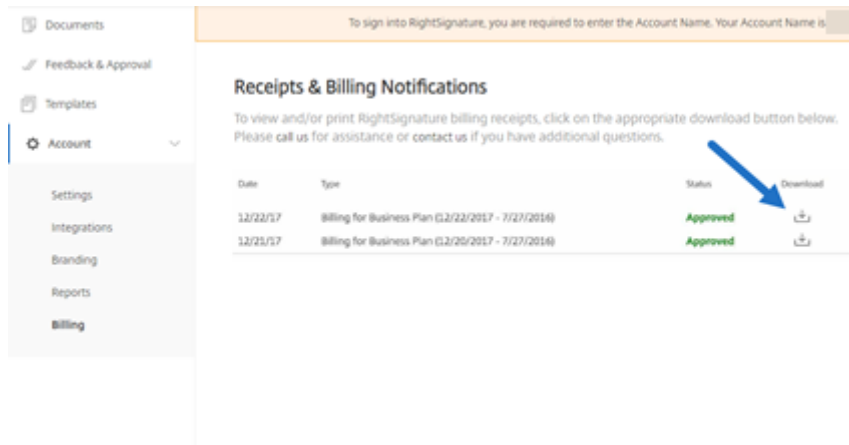 Documents
To sign into RightSignature, you are required to enter the Account Name. Your Account Name is
Feedback & Approval
Templates
Account
Settings
Integrations
Branding
Reports
Billing
Receipts & Billing Notifications
To view and/or print RightSignature billing receipts, click on the appropriate download button below.
Please call us for assistance or contact us if you have additional questions.
Date Type Status Download
12/22/17 Billing for Business Plan (12/22/2017 - 7/27/2016) Approved
12/21/17 Billing for Business Plan (12/20/2017 - 7/27/2016) Approved